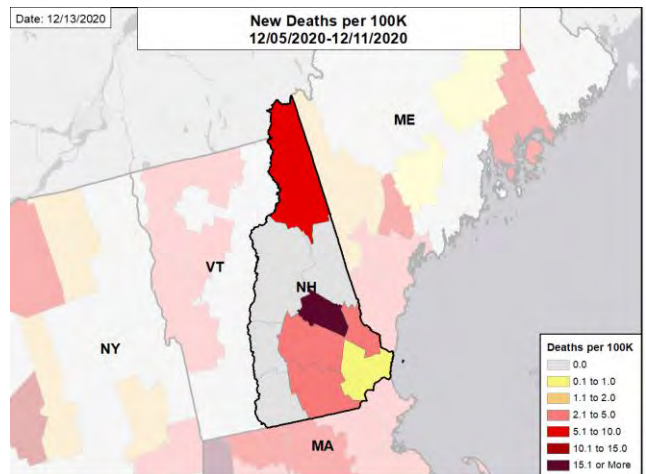 Date: 12/13/2020
New Deaths per 100K
12/05/2020-12/11/2020
ME
VT
NH
NY
MA
Deaths per 100K
0.0
0.1 to 1.0
1.1 to 2.0
2.1 to 5.0
5.1 to 10.0
10.1 to 15.0
15.1 or More